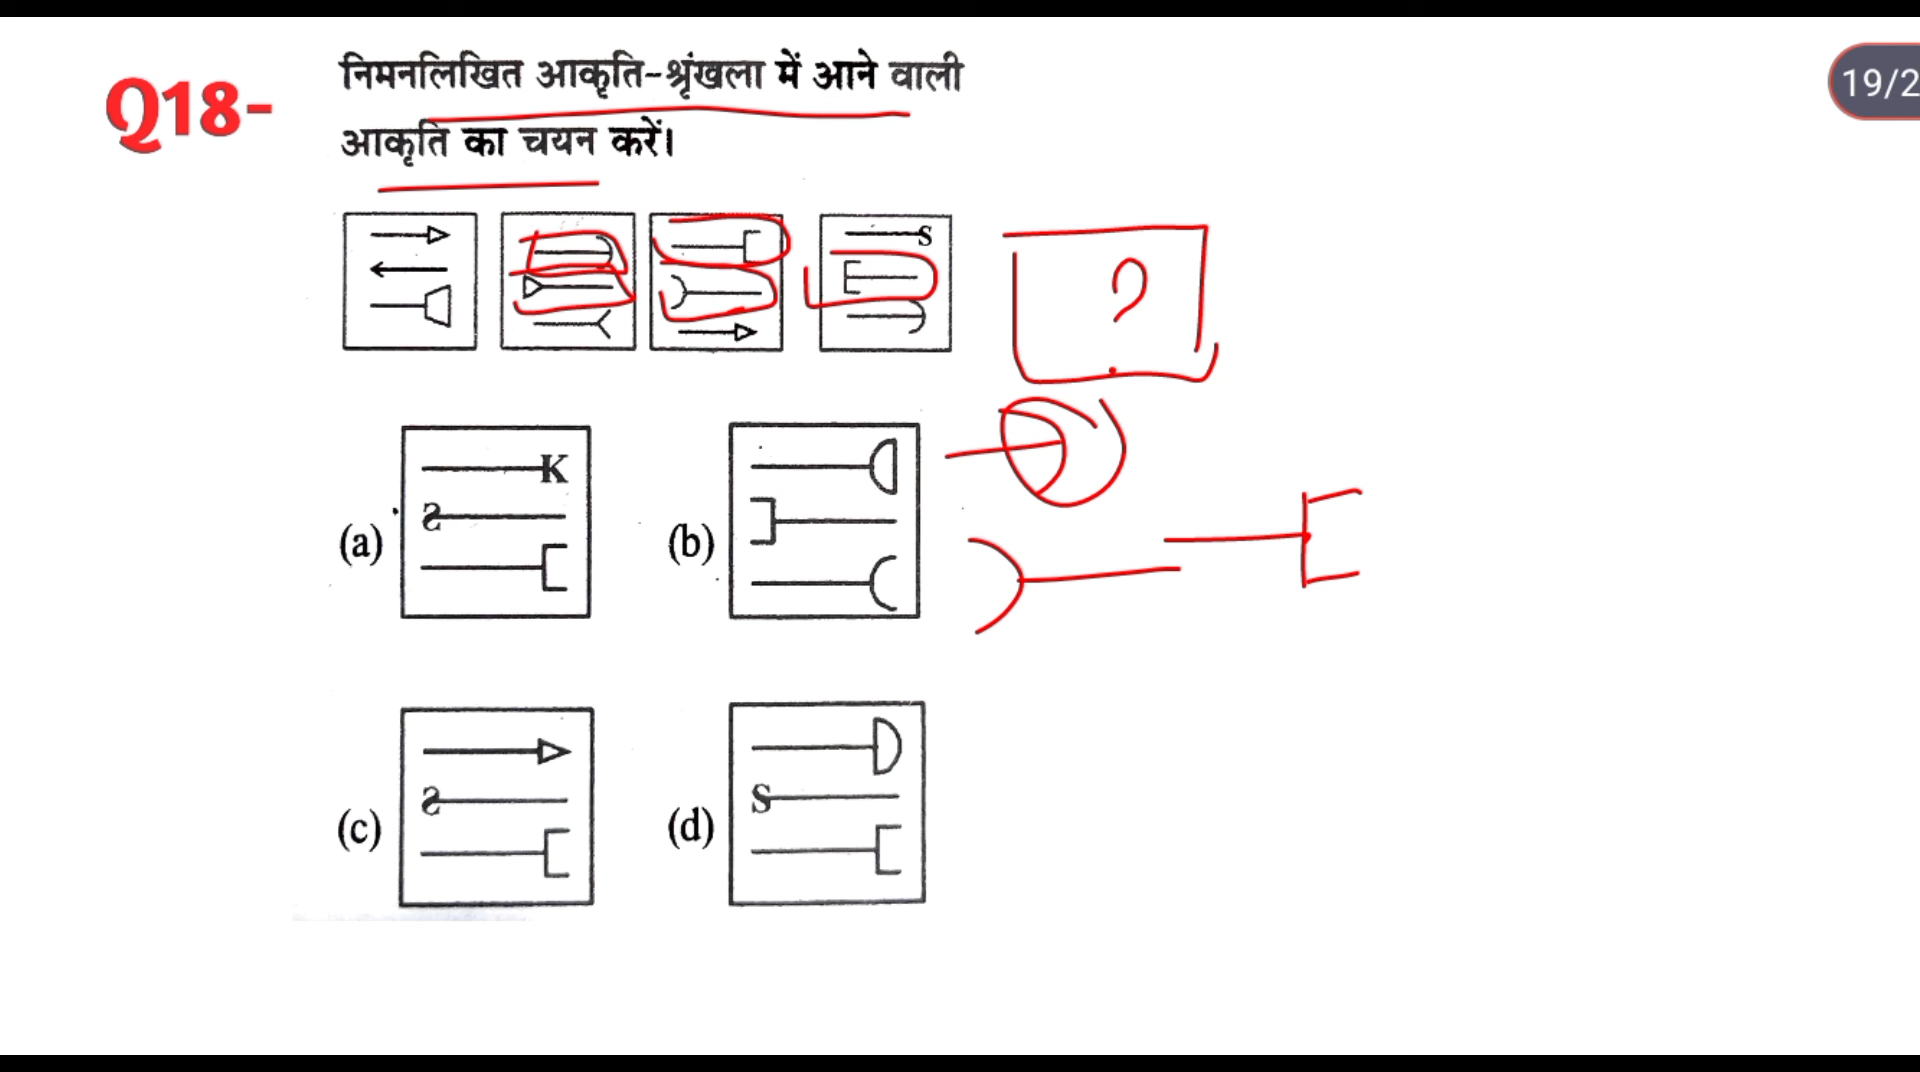 Q18-
निमनलिखित आकृति-श्रृंखला में आने वाली
आकृति का चयन करें।
19/2
S
?
(a)
K
S
(b)
(c)
S
(d)
S